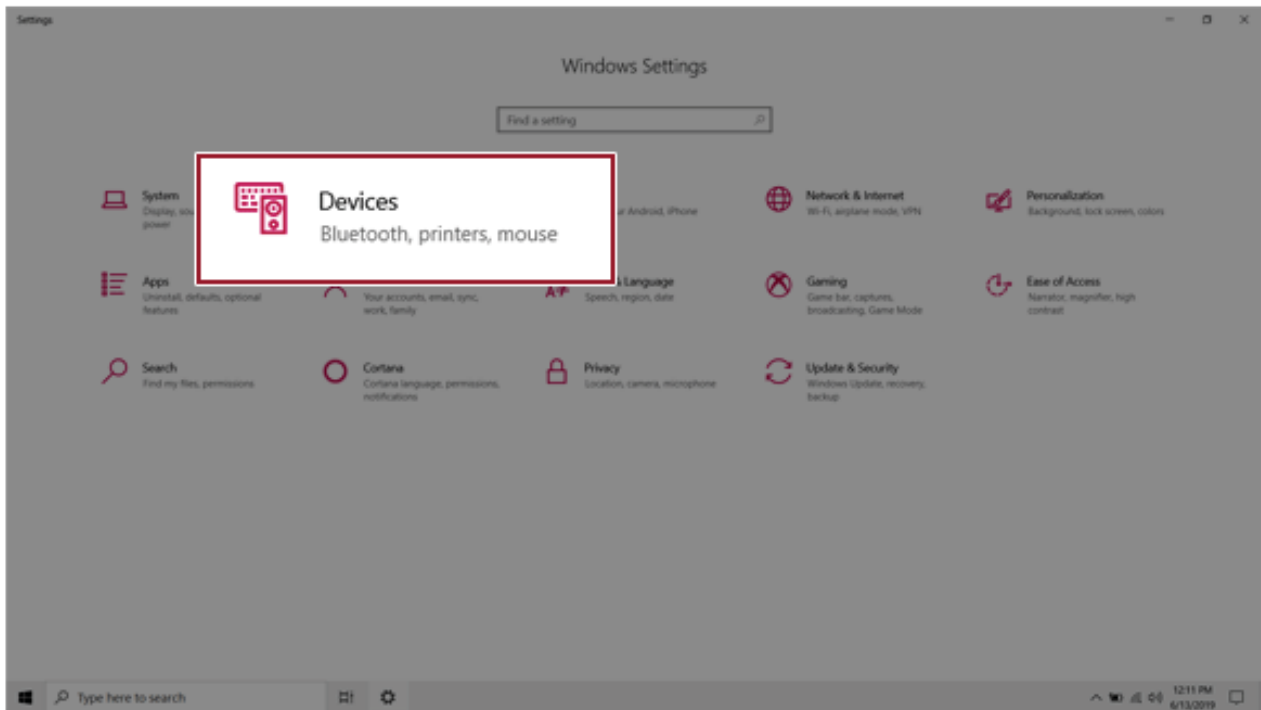 Settings
Windows Settings
Find a setting
System
Display, sou
power
Devices
Bluetooth, printers, mouse
ur Android, iPhone
Network & Internet
Wi-Fi, airplane mode, VPN
Personalization
Background, lock screen, colors
Apps
Uninstall, defaults, optional
features
Your accounts, email, sync,
work, family
& Language
Speech, region, date
Gaming
Game bar, captures,
broadcasting, Game Mode
Ease of Access
Narrator, magnifier, high
contrast
Search
Find my files, permissions
Cortana
Cortana language, permissions,
notifications
Privacy
Location, camera, microphone
Update & Security
Windows Update, recovery,
backup
Type here to search
12:11 PM
6/13/2019